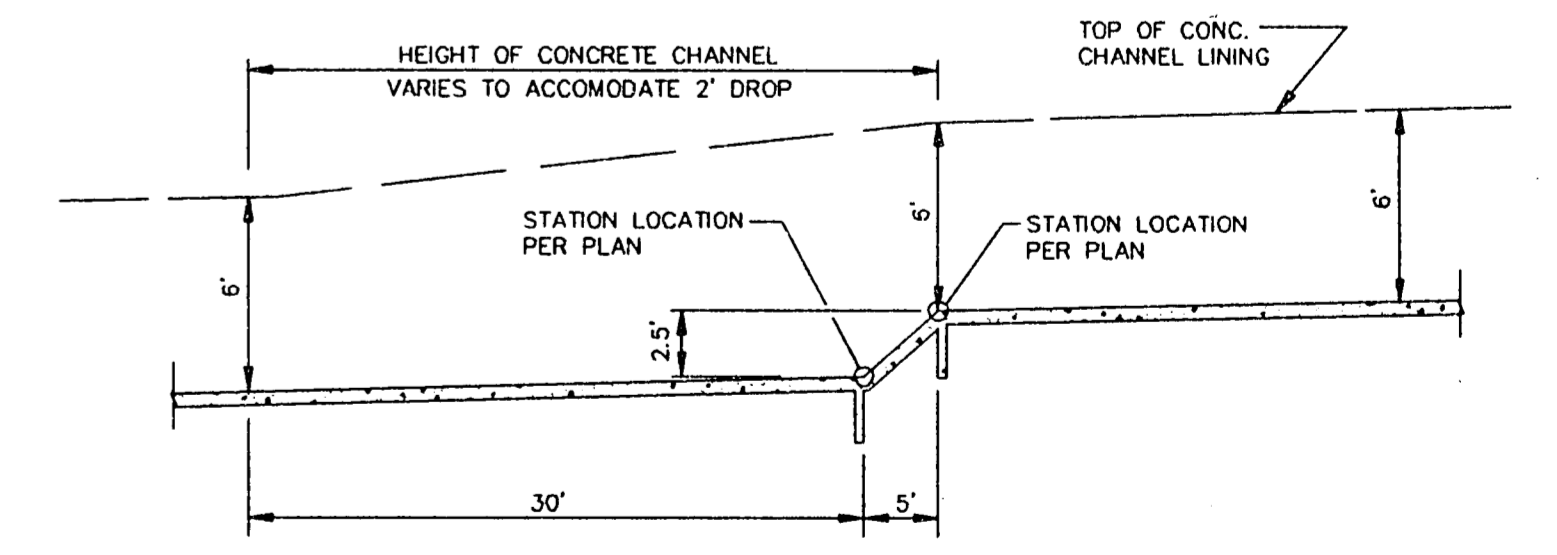 TOP OF CONC.
CHANNEL LINING
HEIGHT OF CONCRETE CHANNEL
VARIES TO ACCOMODATE 2' DROP
STATION LOCATION
PER PLAN
STATION LOCATION
PER PLAN
6'
2.5'
5'
6'
30'
5'